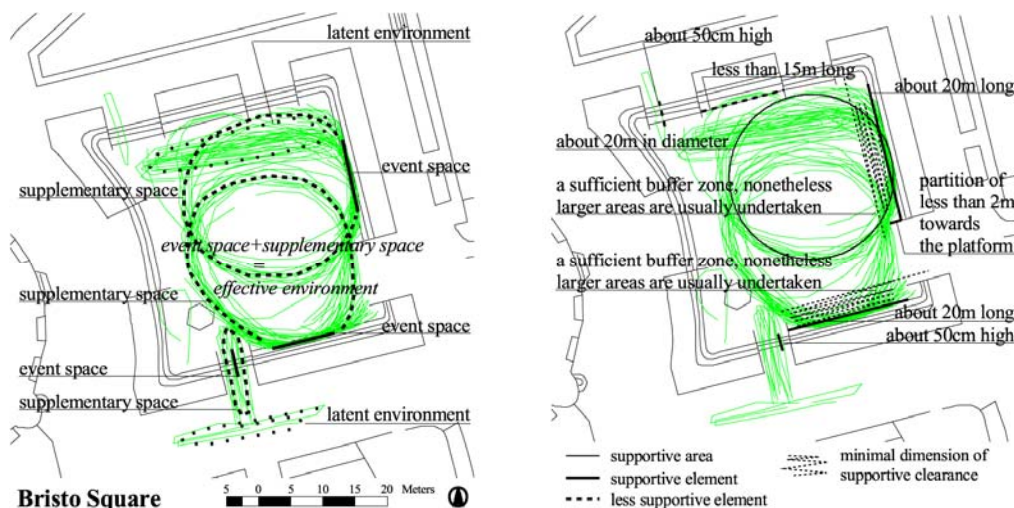 latent environment
event space
supplementary space
event space+supplementary space
=
effective environment
supplementary space
event space
event space
supplementary space
latent environment
Bristo Square
5 0 5 10 15 20 Meters
about 50cm high
less than 15m long
about 20m long
about 20m in diameter
a sufficient buffer zone, nonetheless
larger areas are usually undertaken
partition of
less than 2m
towards
the platform
a sufficient buffer zone, nonetheless
larger areas are usually undertaken
about 20m long
about 50cm high
supportive area
supportive element
less supportive element
minimal dimension of
supportive clearance